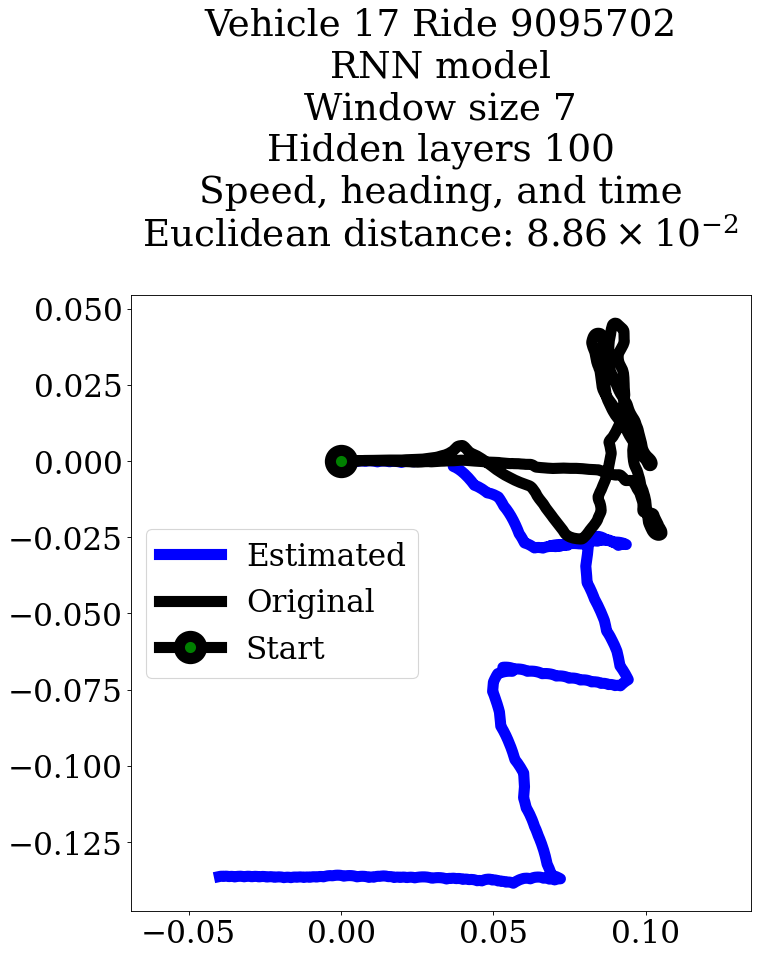 Vehicle 17 Ride 9095702
RNN model
Window size 7
Hidden layers 100
Speed, heading, and time
Euclidean distance: 8.86 × 10⁻²
0.050
0.025
0.000
−0.025
−0.050
−0.075
−0.100
−0.125
Estimated
Original
Start
−0.05 0.00 0.05 0.10